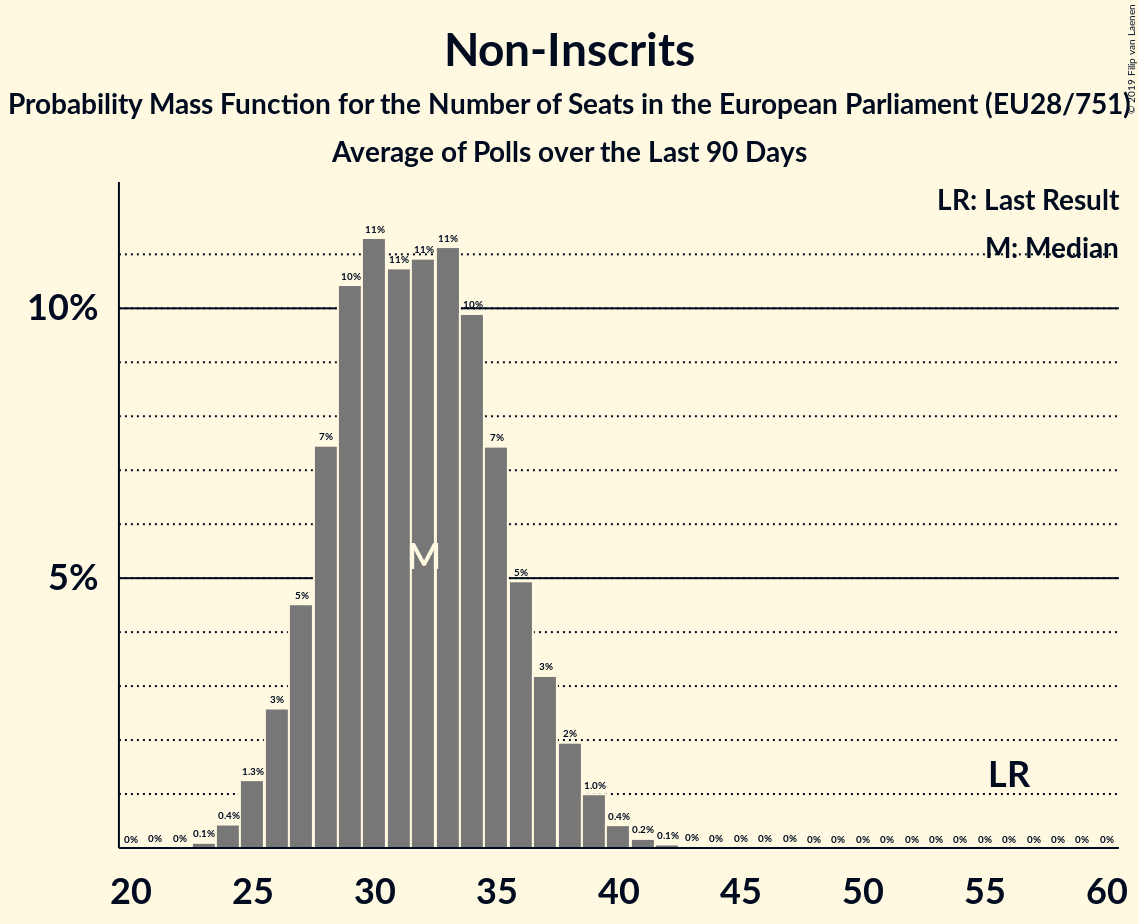 Non-Inscrits
Probability Mass Function for the Number of Seats in the European Parliament (EU28/751)
Average of Polls over the Last 90 Days
© 2019 Filip van Laenen
LR: Last Result
M: Median
10%
5%
0% 0% 0% 0.1% 0.4% 1.3% 3% 5% 7% 10% 11% 11% 11% 11% 10% 7% 5% 3% 2% 1.0% 0.4% 0.2% 0.1% 0% 0% 0% 0% 0% 0% 0% 0% 0% 0% 0% 0% 0% 0% 0% 0% 0% 0%
M
LR
20 25 30 35 40 45 50 55 60